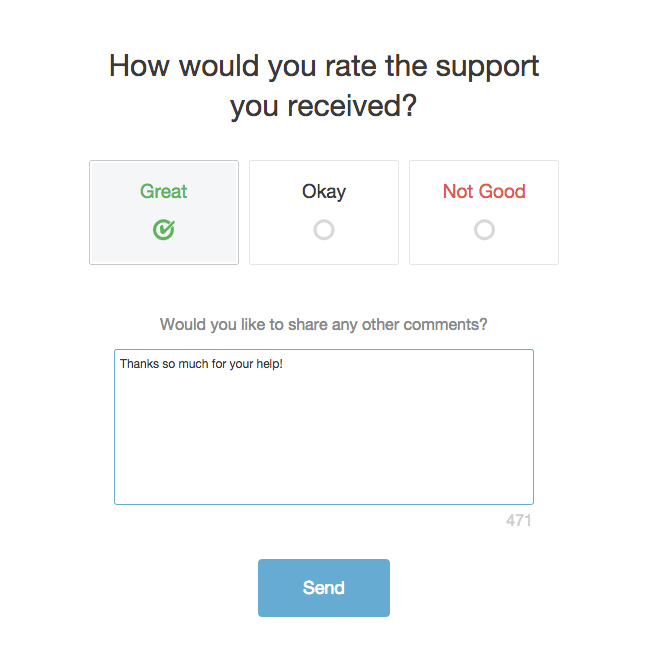 How would you rate the support
you received?
Great Okay Not Good
Would you like to share any other comments?
Thanks so much for your help!
471
Send